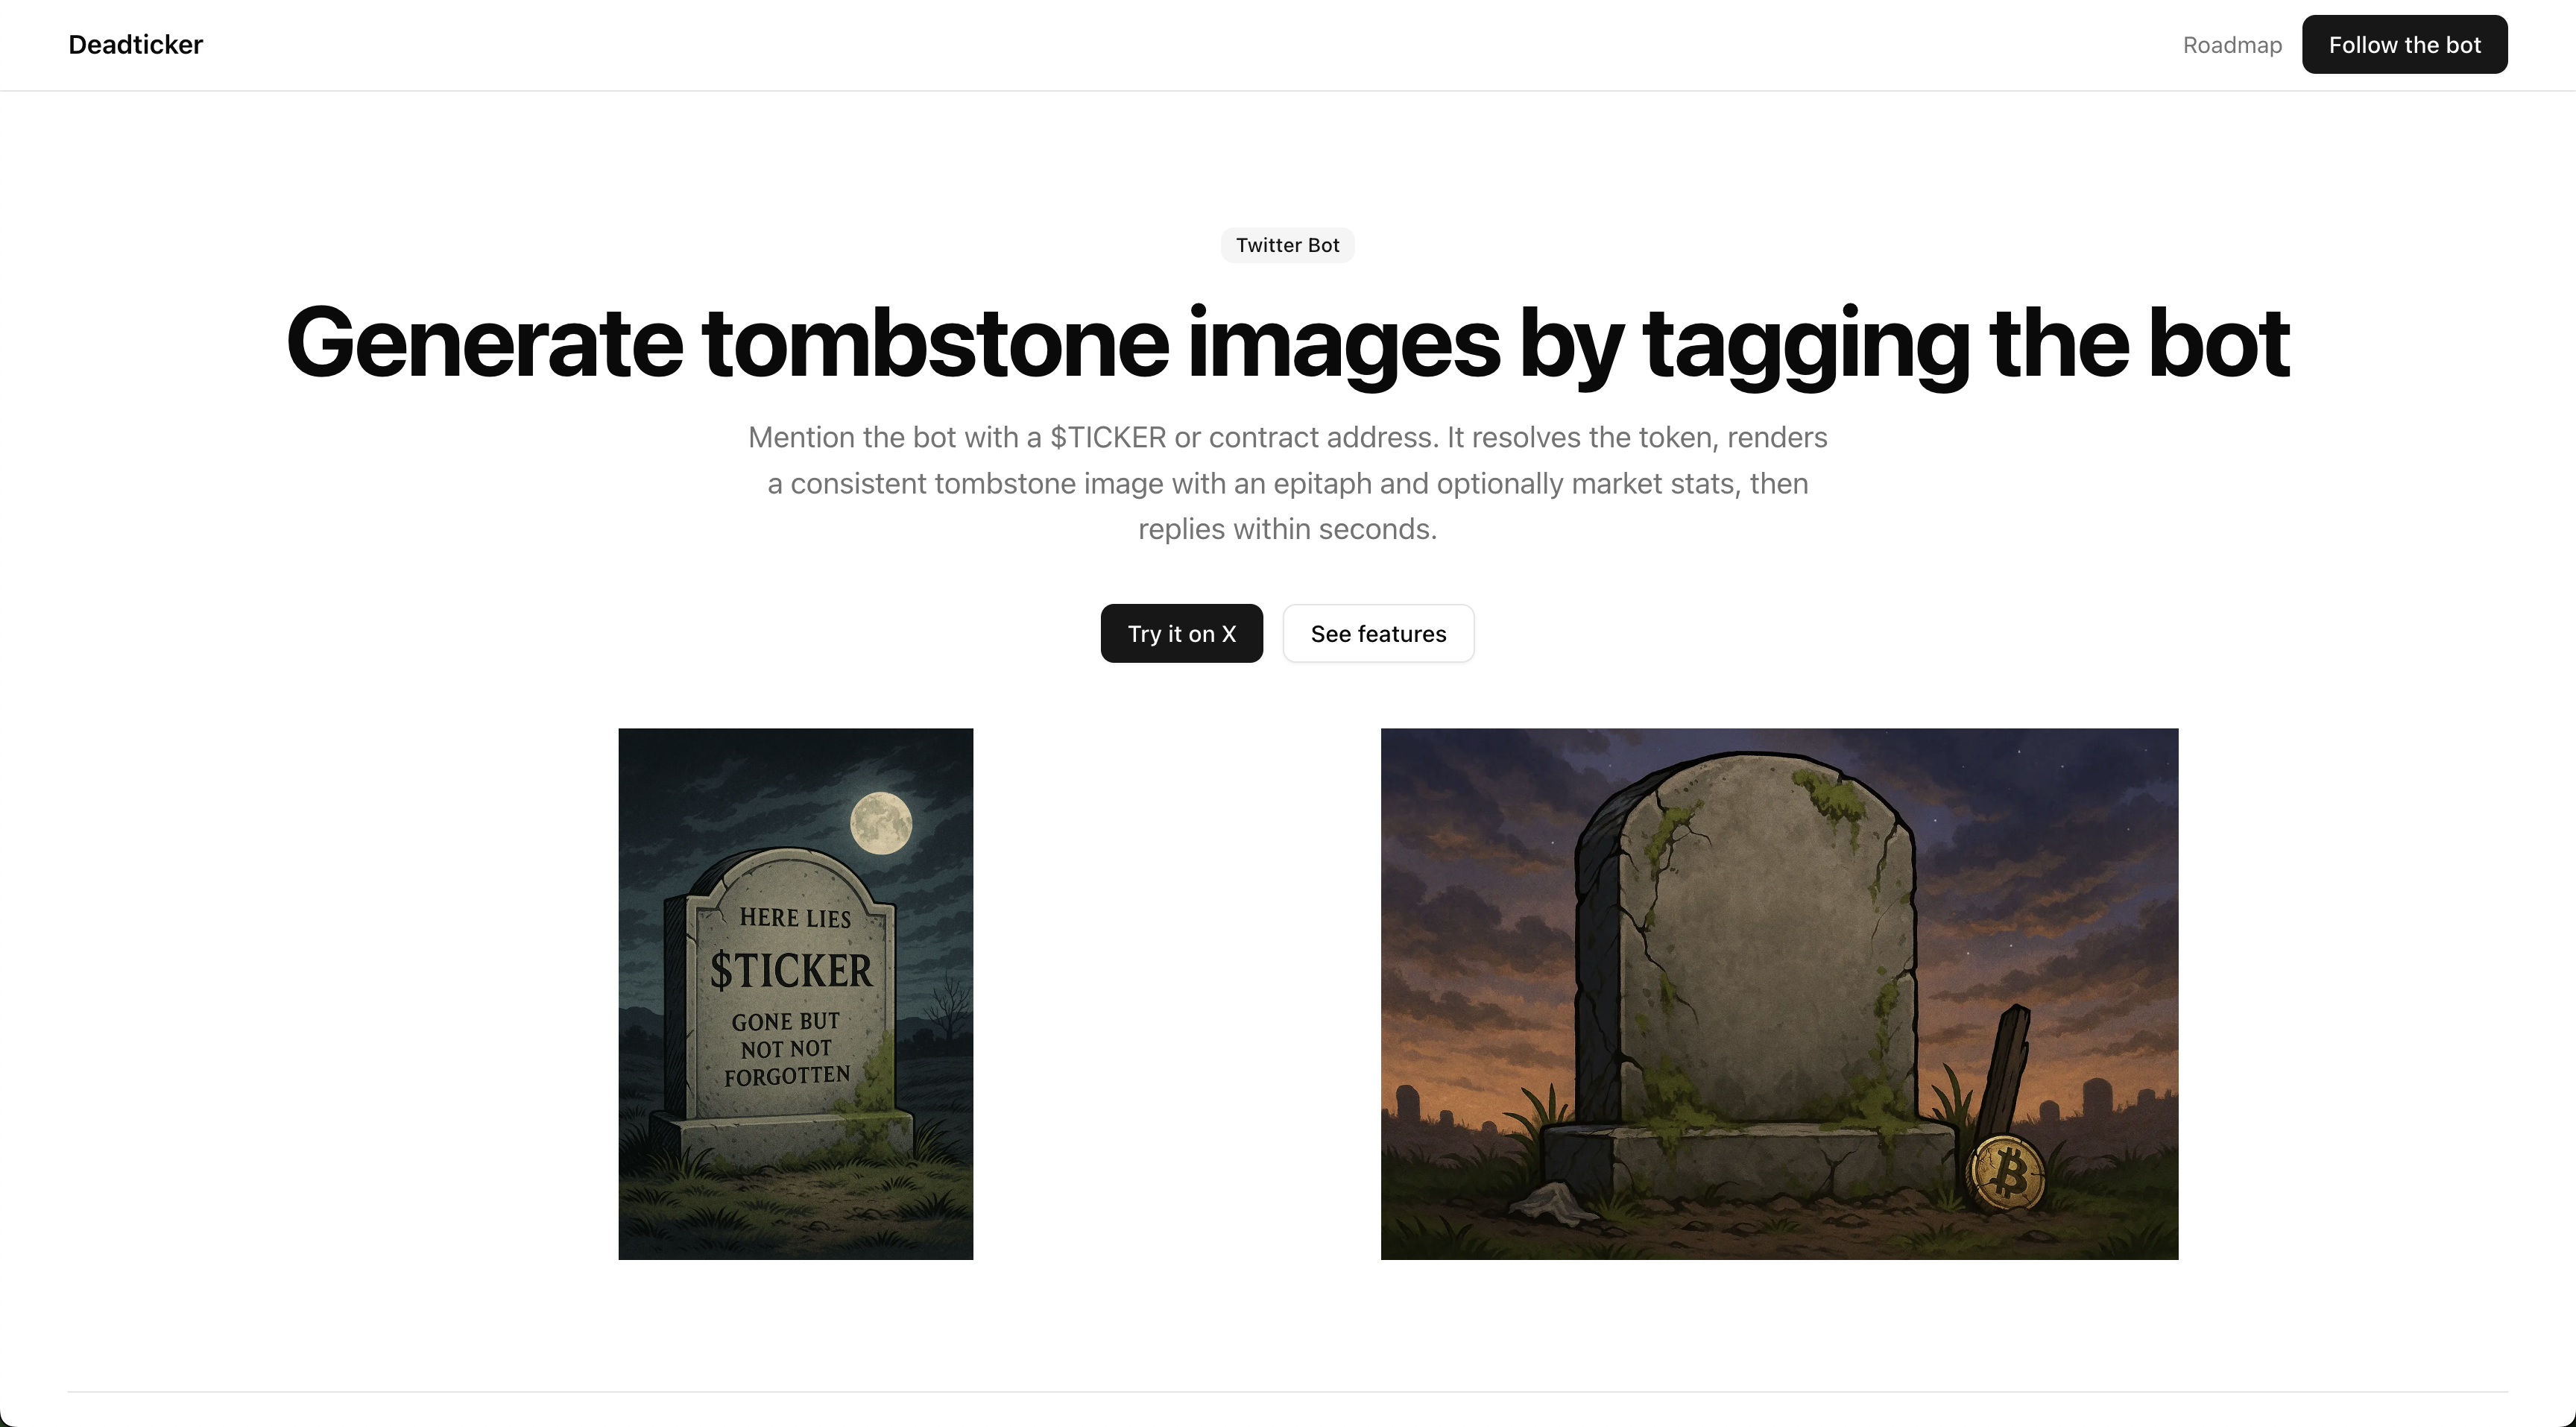 Deadticker
Roadmap
Follow the bot
Twitter Bot
Generate tombstone images by tagging the bot
Mention the bot with a $TICKER or contract address. It resolves the token, renders
a consistent tombstone image with an epitaph and optionally market stats, then
replies within seconds.
Try it on X
See features
HERE LIES
$TICKER
GONE BUT
NOT NOT
FORGOTTEN